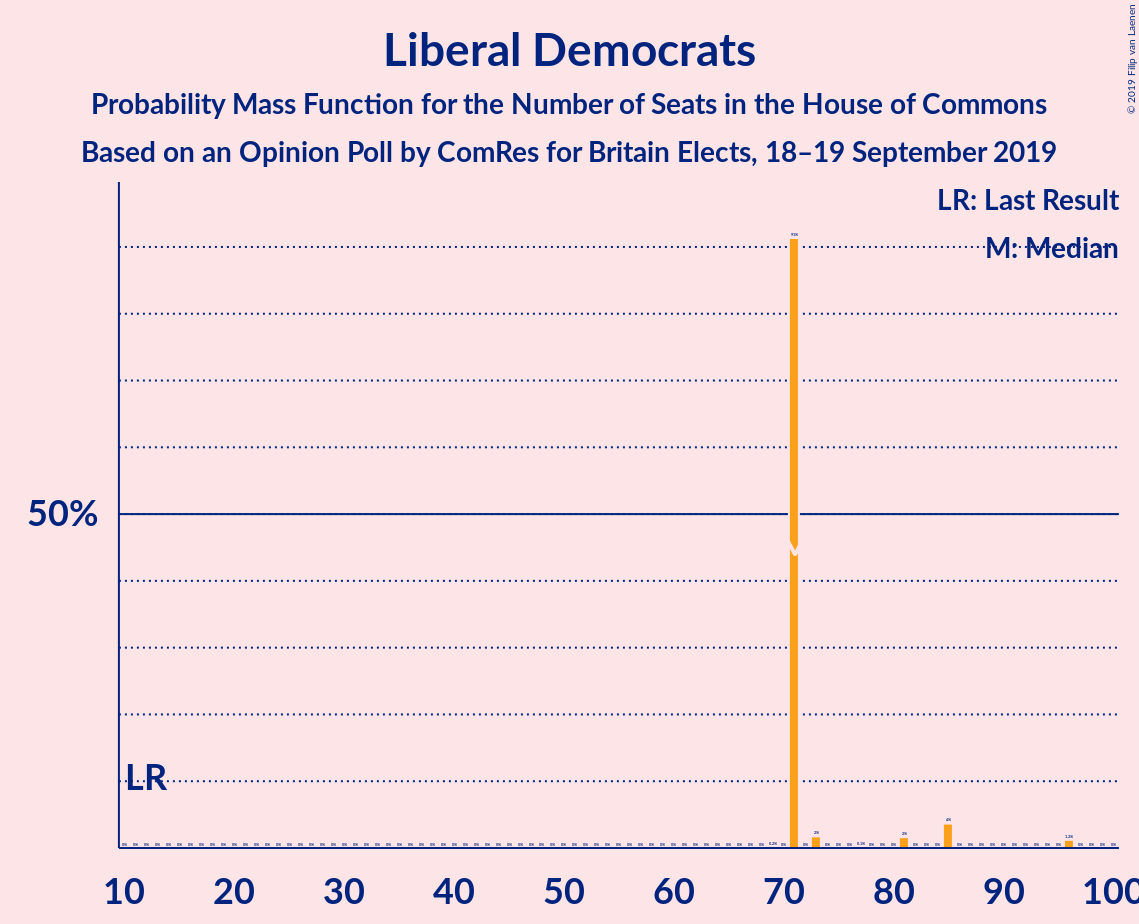 Liberal Democrats
Probability Mass Function for the Number of Seats in the House of Commons
Based on an Opinion Poll by ComRes for Britain Elects, 18–19 September 2019
© 2019 Filip van Laenen
LR: Last Result
M: Median
50%
M
LR
10 20 30 40 50 60 70 80 90 100